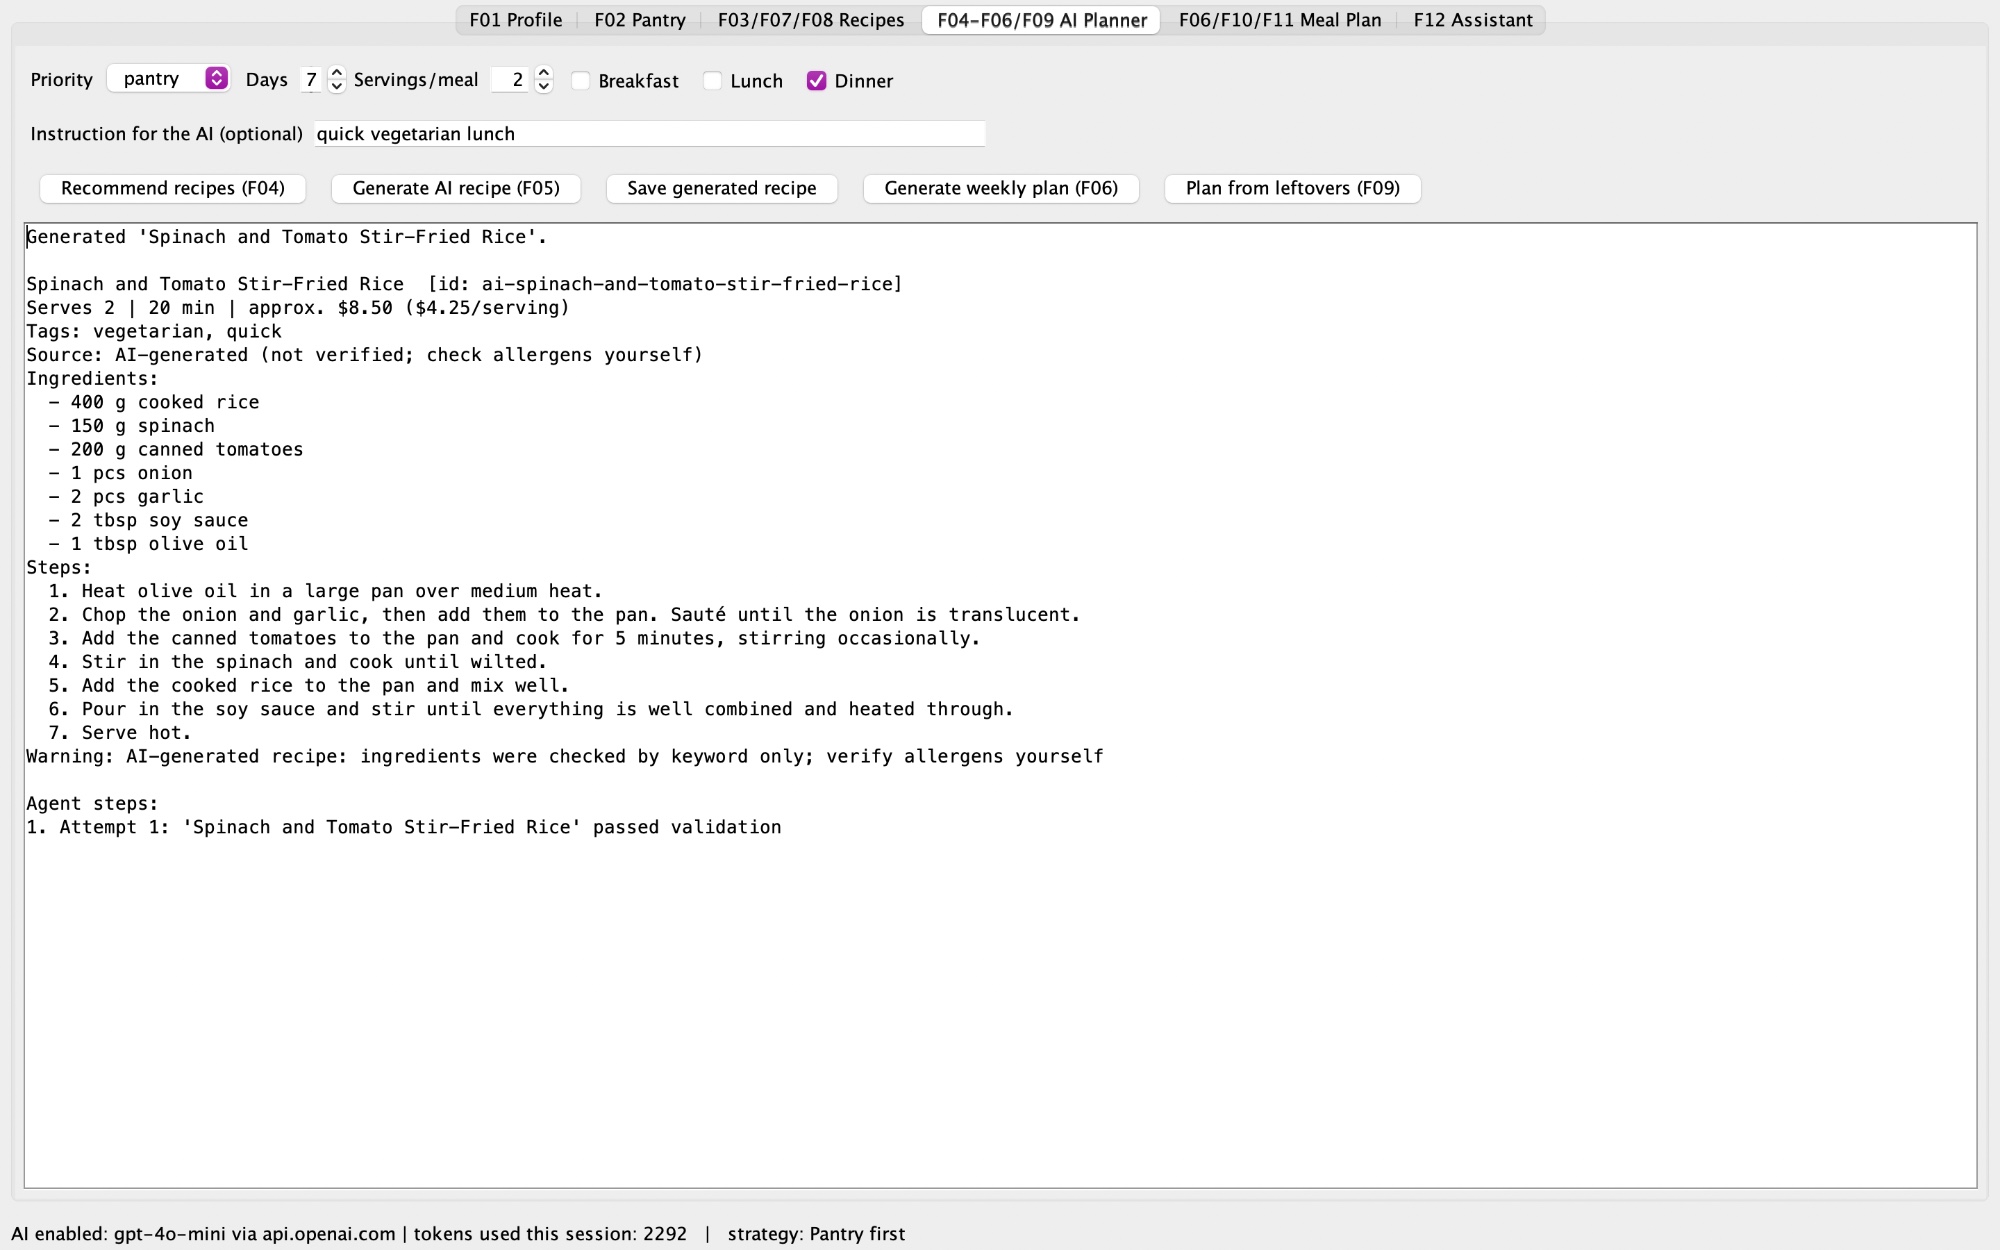 F01 Profile F02 Pantry F03/F07/F08 Recipes F04-F06/F09 AI Planner F06/F10/F11 Meal Plan F12 Assistant
Priority pantry Days 7 Servings/meal 2 Breakfast Lunch Dinner
Instruction for the AI (optional) quick vegetarian lunch
Recommend recipes (F04) Generate AI recipe (F05) Save generated recipe Generate weekly plan (F06) Plan from leftovers (F09)
Generated 'Spinach and Tomato Stir-Fried Rice'.
Spinach and Tomato Stir-Fried Rice [id: ai-spinach-and-tomato-stir-fried-rice]
Serves 2 | 20 min | approx. $8.50 ($4.25/serving)
Tags: vegetarian, quick
Source: AI-generated (not verified; check allergens yourself)
Ingredients:
- 400 g cooked rice
- 150 g spinach
- 200 g canned tomatoes
- 1 pcs onion
- 2 pcs garlic
- 2 tbsp soy sauce
- 1 tbsp olive oil
Steps:
1. Heat olive oil in a large pan over medium heat.
2. Chop the onion and garlic, then add them to the pan. Sauté until the onion is translucent.
3. Add the canned tomatoes to the pan and cook for 5 minutes, stirring occasionally.
4. Stir in the spinach and cook until wilted.
5. Add the cooked rice to the pan and mix well.
6. Pour in the soy sauce and stir until everything is well combined and heated through.
7. Serve hot.
Warning: AI-generated recipe: ingredients were checked by keyword only; verify allergens yourself
Agent steps:
1. Attempt 1: 'Spinach and Tomato Stir-Fried Rice' passed validation
AI enabled: gpt-4o-mini via api.openai.com | tokens used this session: 2292 | strategy: Pantry first